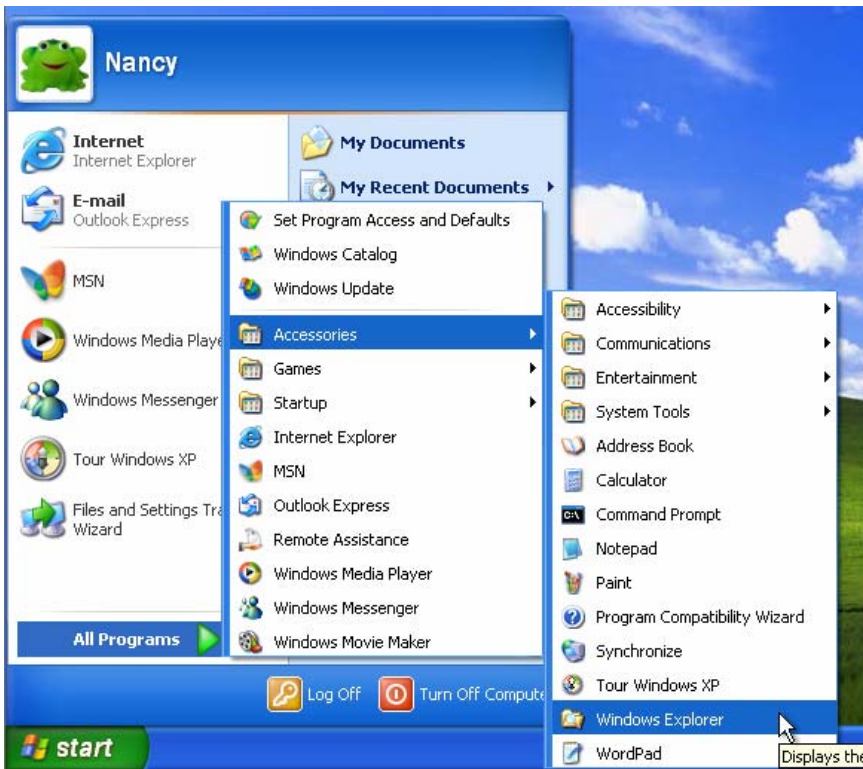 Nancy
Internet
Internet Explorer
E-mail
Outlook Express
MSN
Windows Media Playe
Windows Messenger
Tour Windows XP
Files and Settings Tra
Wizard
All Programs
My Documents
My Recent Documents
Set Program Access and Defaults
Windows Catalog
Windows Update
Accessories
Games
Startup
Internet Explorer
MSN
Outlook Express
Remote Assistance
Windows Media Player
Windows Messenger
Windows Movie Maker
Accessibility
Communications
Entertainment
System Tools
Address Book
Calculator
C:\
Command Prompt
Notepad
Paint
Program Compatibility Wizard
Synchronize
Tour Windows XP
Windows Explorer
WordPad
Displays the
Log Off
Turn Off Compute
start